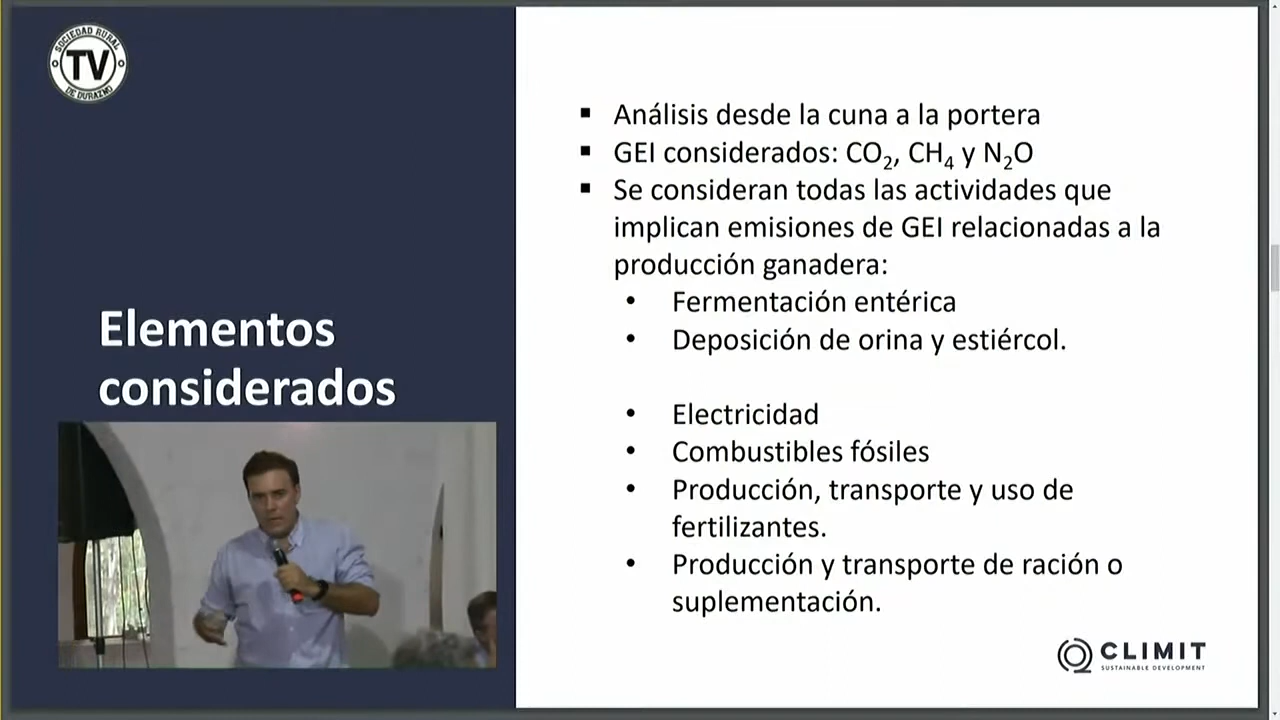 SOCIEDAD RURAL
TV
DE DURAZNO
Elementos
considerados
▪ Análisis desde la cuna a la portera
▪ GEI considerados: CO₂, CH₄ y N₂O
▪ Se consideran todas las actividades que
implican emisiones de GEI relacionadas a la
producción ganadera:
• Fermentación entérica
• Deposición de orina y estiércol.
• Electricidad
• Combustibles fósiles
• Producción, transporte y uso de
fertilizantes.
• Producción y transporte de ración o
suplementación.
CLIMIT
SUSTAINABLE DEVELOPMENT